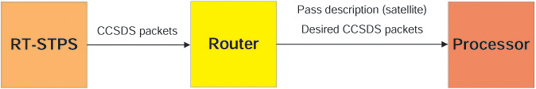 RT-STPS
CCSDS packets
Router
Pass description (satellite)
Desired CCSDS packets
Processor